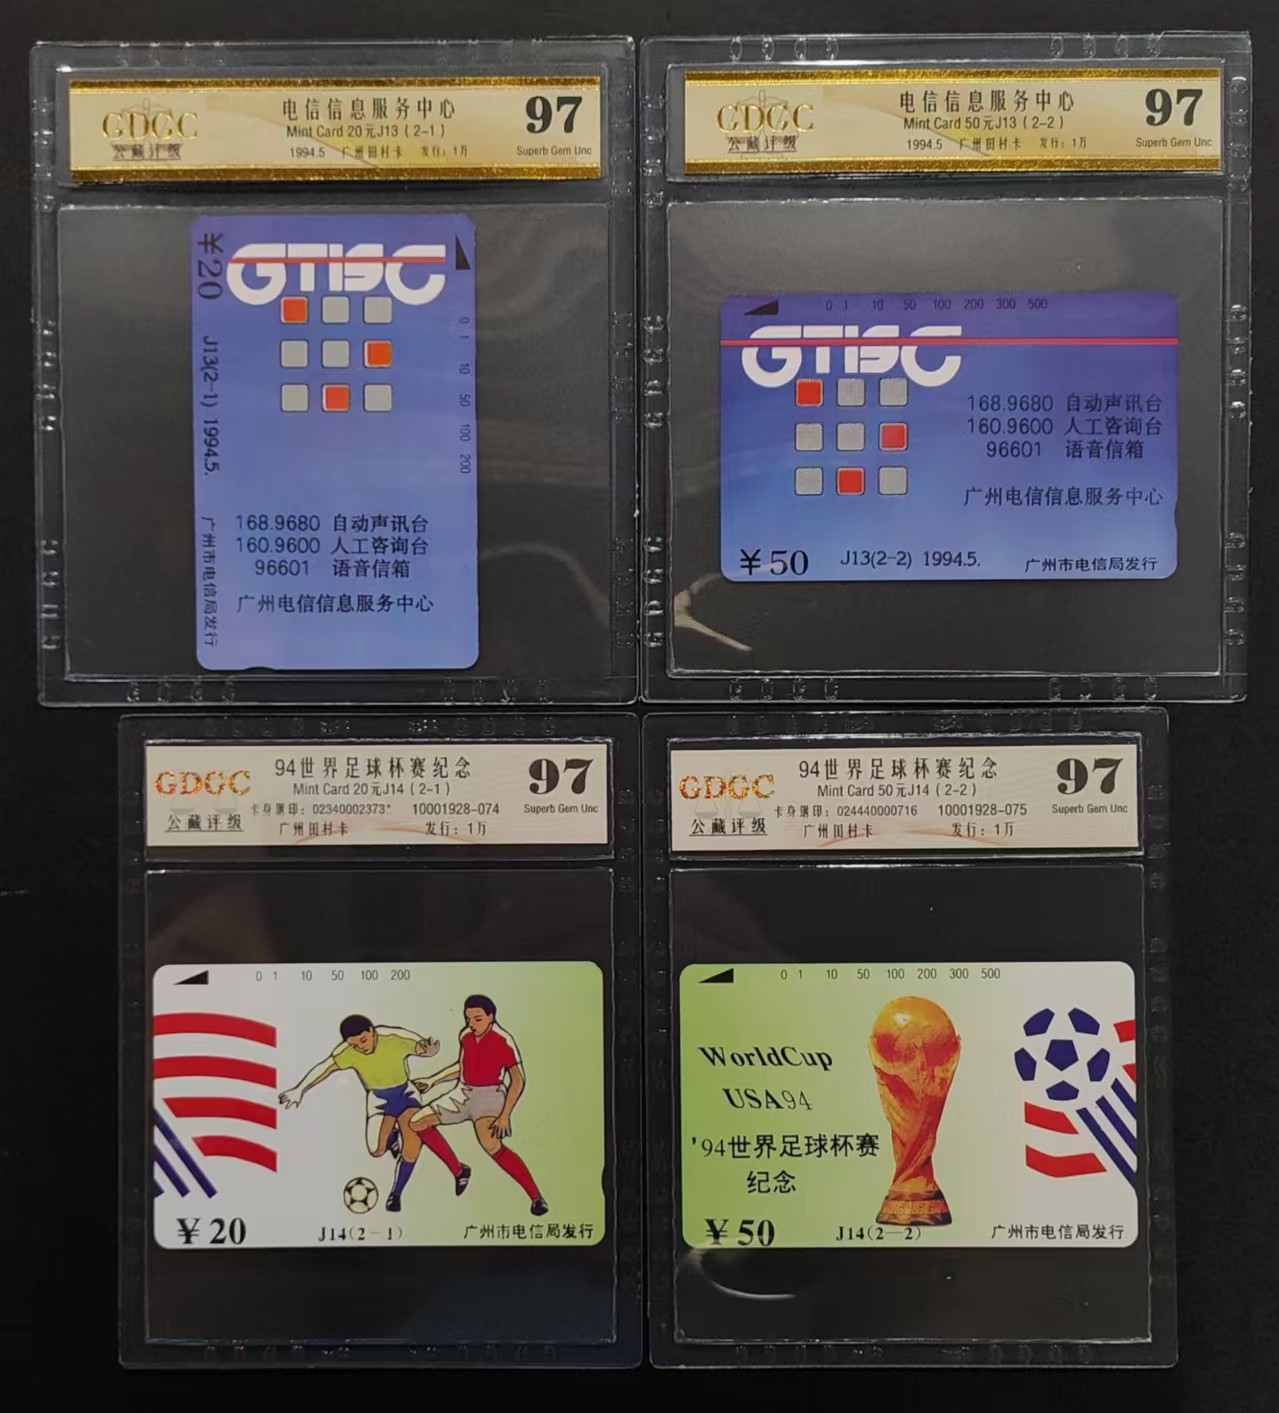 GDGC
公藏评级
电信信息服务中心
Mint Card 20元J13 (2-1)
1994.5 广州田村卡 发行:1万
97
Superb Gem Unc
GDGC
公藏评级
电信信息服务中心
Mint Card 50元J13 (2-2)
1994.5 广州田村卡 发行:1万
97
Superb Gem Unc
¥20
GTISC
0 1 10 50 100 200
J13(2-1) 1994.5.
广州市电信局发行
168.9680 自动声讯台
160.9600 人工咨询台
96601 语音信箱
广州电信信息服务中心
0 1 10 50 100 200 300 500
GTISC
168.9680 自动声讯台
160.9600 人工咨询台
96601 语音信箱
广州电信信息服务中心
¥50 J13(2-2) 1994.5. 广州市电信局发行
GDGC
公藏评级
94世界足球杯赛纪念
Mint Card 20元J14 (2-1)
卡身钢印:02340002373* 10001928-074
广州田村卡 发行:1万
97
Superb Gem Unc
GDGC
公藏评级
94世界足球杯赛纪念
Mint Card 50元J14 (2-2)
卡身钢印:024440000716 10001928-075
广州田村卡 发行:1万
97
Superb Gem Unc
0 1 10 50 100 200
¥20 J14(2-1) 广州市电信局发行
0 1 10 50 100 200 300 500
WorldCup
USA94
'94世界足球杯赛
纪念
¥50 J14(2-2) 广州市电信局发行